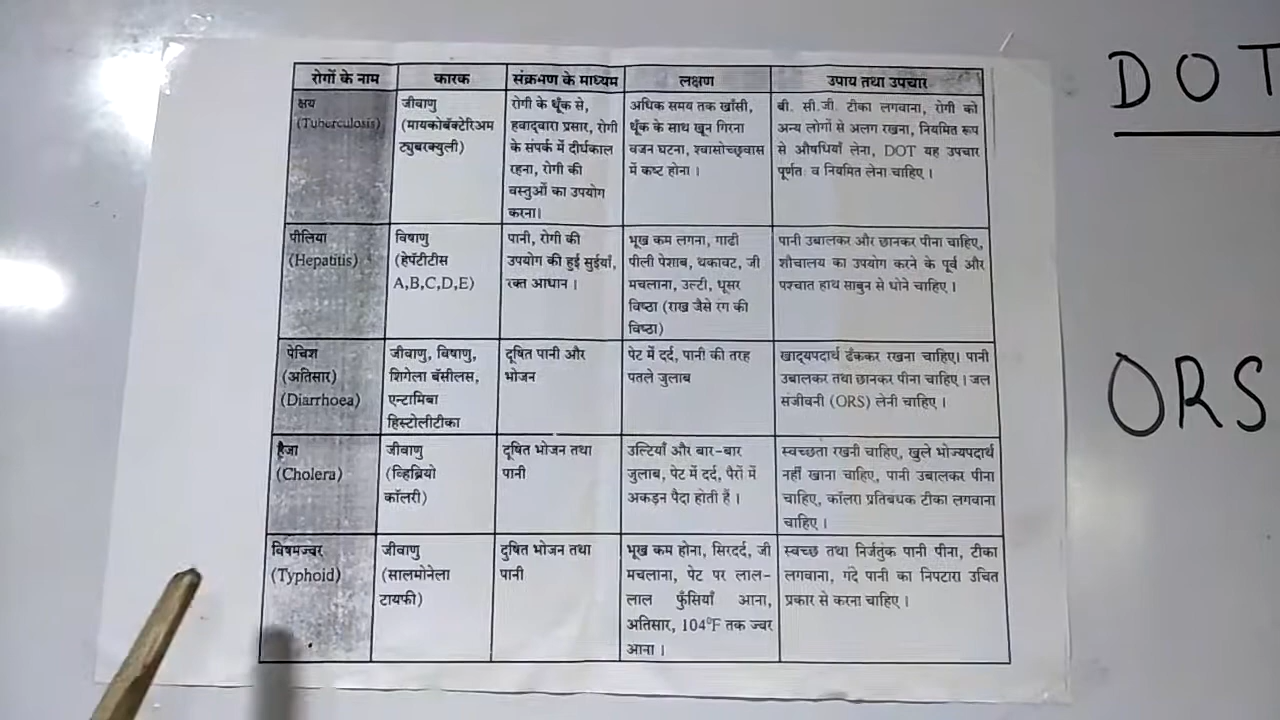 रोगों के नाम
कारक
संक्रमण के माध्यम
लक्षण
उपाय तथा उपचार
क्षय
(Tuberculosis)
जीवाणु
(मायकोबॅक्टेरिअम
ट्युबरक्युली)
रोगी के थूँक से,
हवाद्वारा प्रसार, रोगी
के संपर्क में दीर्घकाल
रहना, रोगी की
वस्तुओं का उपयोग
करना।
अधिक समय तक खाँसी,
थूँक के साथ खून गिरना
वजन घटना, श्वासोच्छ्वास
में कष्ट होना ।
बी. सी.जी. टीका लगवाना, रोगी को
अन्य लोगों से अलग रखना, नियमित रूप
से औषधियाँ लेना, DOT यह उपचार
पूर्णतः व नियमित लेना चाहिए ।
पीलिया
(Hepatitis)
विषाणु
(हेपॅटीटीस
A,B,C,D,E)
पानी, रोगी की
उपयोग की हुई सुईयाँ,
रक्त आधान ।
भूख कम लगना, गाढी
पीली पेशाब, थकावट, जी
मचलाना, उल्टी, धूसर
विष्ठा (राख जैसे रंग की
विष्ठा)
पानी उबालकर और छानकर पीना चाहिए,
शौचालय का उपयोग करने के पूर्व और
पश्चात हाथ साबुन से धोने चाहिए ।
पेचिश
(अतिसार)
(Diarrhoea)
जीवाणु, विषाणु,
शिगेला बॅसीलस,
एन्टामिबा
हिस्टोलीटीका
दूषित पानी और
भोजन
पेट में दर्द, पानी की तरह
पतले जुलाब
खाद्यपदार्थ ढँककर रखना चाहिए। पानी
उबालकर तथा छानकर पीना चाहिए । जल
संजीवनी (ORS) लेनी चाहिए ।
हैजा
(Cholera)
जीवाणु
(व्हिब्रियो
कॉलरी)
दूषित भोजन तथा
पानी
उल्टियाँ और बार-बार
जुलाब, पेट में दर्द, पैरों में
अकड़न पैदा होती हैं ।
स्वच्छता रखनी चाहिए, खुले भोज्यपदार्थ
नहीं खाना चाहिए, पानी उबालकर पीना
चाहिए, कॉलरा प्रतिबंधक टीका लगवाना
चाहिए ।
विषमज्वर
(Typhoid)
जीवाणु
(सालमोनेला
टायफी)
दुषित भोजन तथा
पानी
भूख कम होना, सिरदर्द, जी
मचलाना, पेट पर लाल-
लाल फुँसियाँ आना,
अतिसार, 104⁰F तक ज्वर
आना ।
स्वच्छ तथा निर्जंतुक पानी पीना, टीका
लगवाना, गंदे पानी का निपटारा उचित
प्रकार से करना चाहिए ।
DOT
ORS